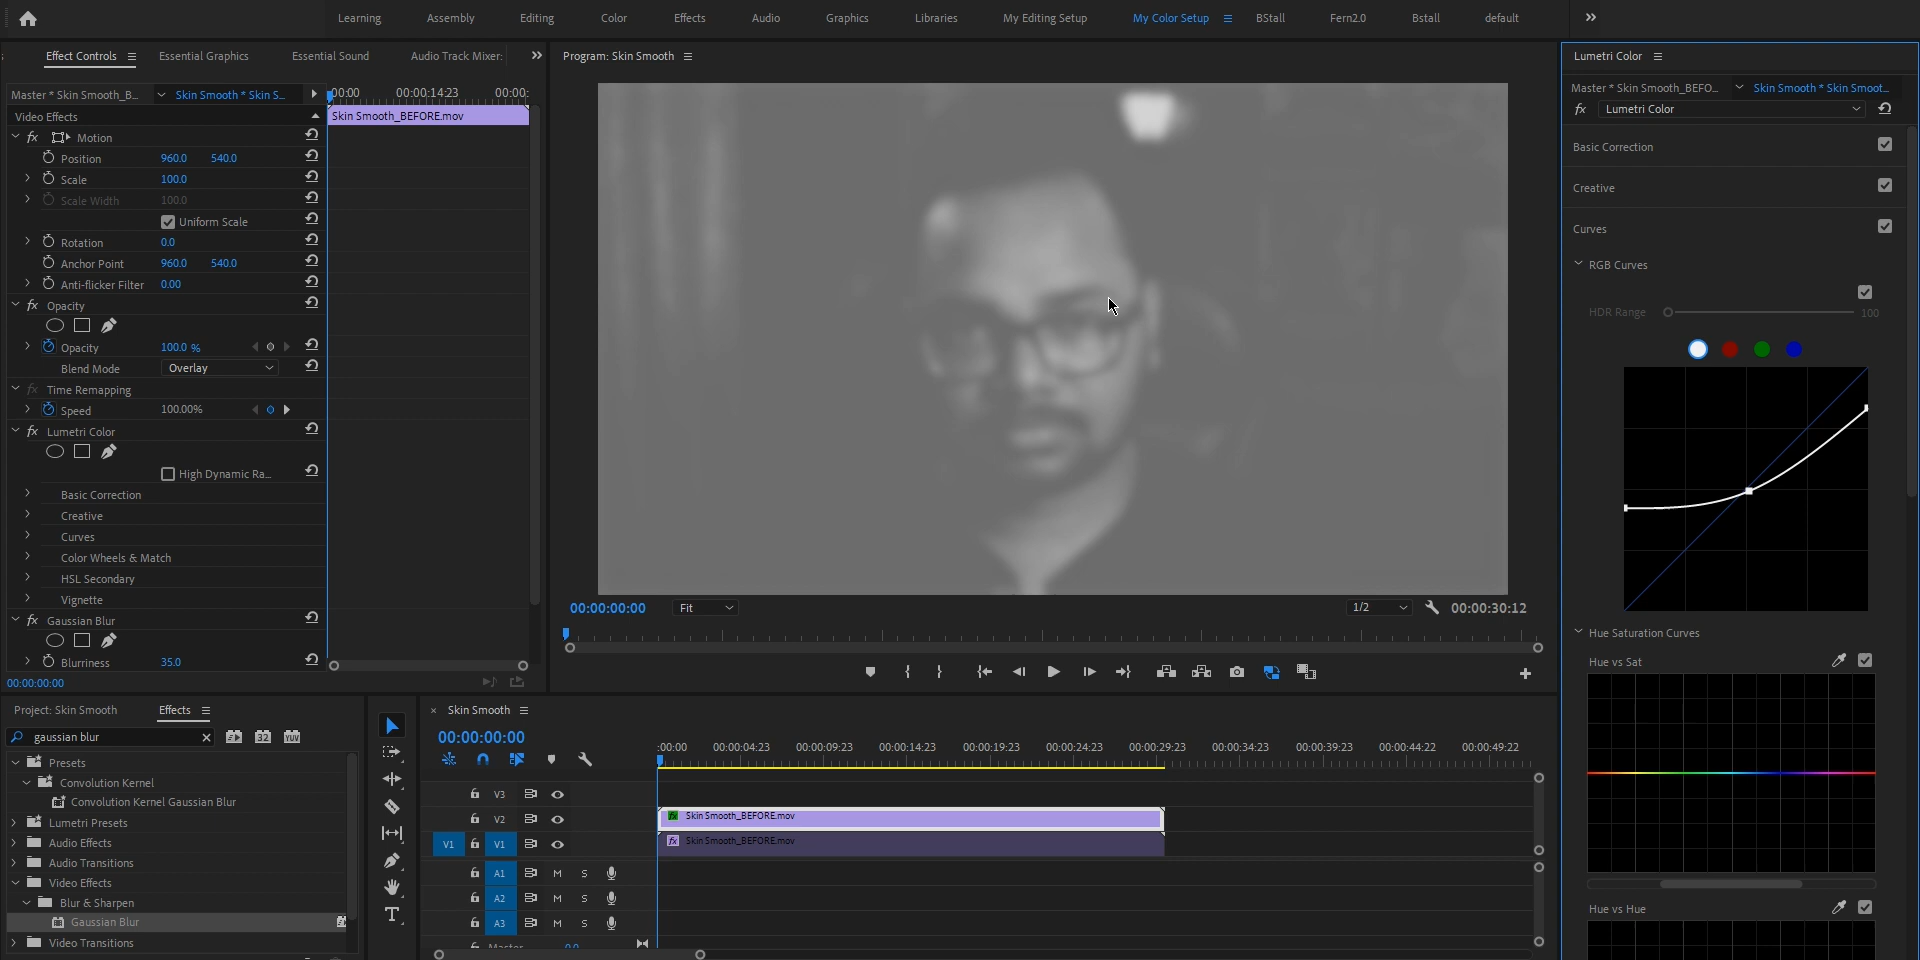 Learning Assembly Editing Color Effects Audio Graphics Libraries My Editing Setup My Color Setup BStall Fern2.0 Bstall default
Effect Controls Essential Graphics Essential Sound Audio Track Mixer:
Master * Skin Smooth_B... Skin Smooth * Skin S...
Video Effects
Motion
Position 960.0 540.0
Scale 100.0
Scale Width 100.0
Uniform Scale
Rotation 0.0
Anchor Point 960.0 540.0
Anti-flicker Filter 0.00
Opacity
Opacity 100.0 %
Blend Mode Overlay
Time Remapping
Speed 100.00%
Lumetri Color
High Dynamic Ra...
Basic Correction
Creative
Curves
Color Wheels & Match
HSL Secondary
Vignette
Gaussian Blur
Blurriness 35.0
00:00:00:00
:00:00 00:00:14:23 00:00:
Skin Smooth_BEFORE.mov
Program: Skin Smooth
00:00:00:00 Fit 1/2 00:00:30:12
Lumetri Color
Master * Skin Smooth_BEFO... Skin Smooth * Skin Smoot...
fx Lumetri Color
Basic Correction
Creative
Curves
RGB Curves
HDR Range 100
Hue Saturation Curves
Hue vs Sat
Hue vs Hue
Project: Skin Smooth Effects
gaussian blur
Presets
Convolution Kernel
Convolution Kernel Gaussian Blur
Lumetri Presets
Audio Effects
Audio Transitions
Video Effects
Blur & Sharpen
Gaussian Blur
Video Transitions
× Skin Smooth
00:00:00:00
:00:00 00:00:04:23 00:00:09:23 00:00:14:23 00:00:19:23 00:00:24:23 00:00:29:23 00:00:34:23 00:00:39:23 00:00:44:22 00:00:49:22
V3
V2 fx Skin Smooth_BEFORE.mov
V1 V1 fx Skin Smooth_BEFORE.mov
A1 M S
A2 M S
A3 M S
Master 0.0